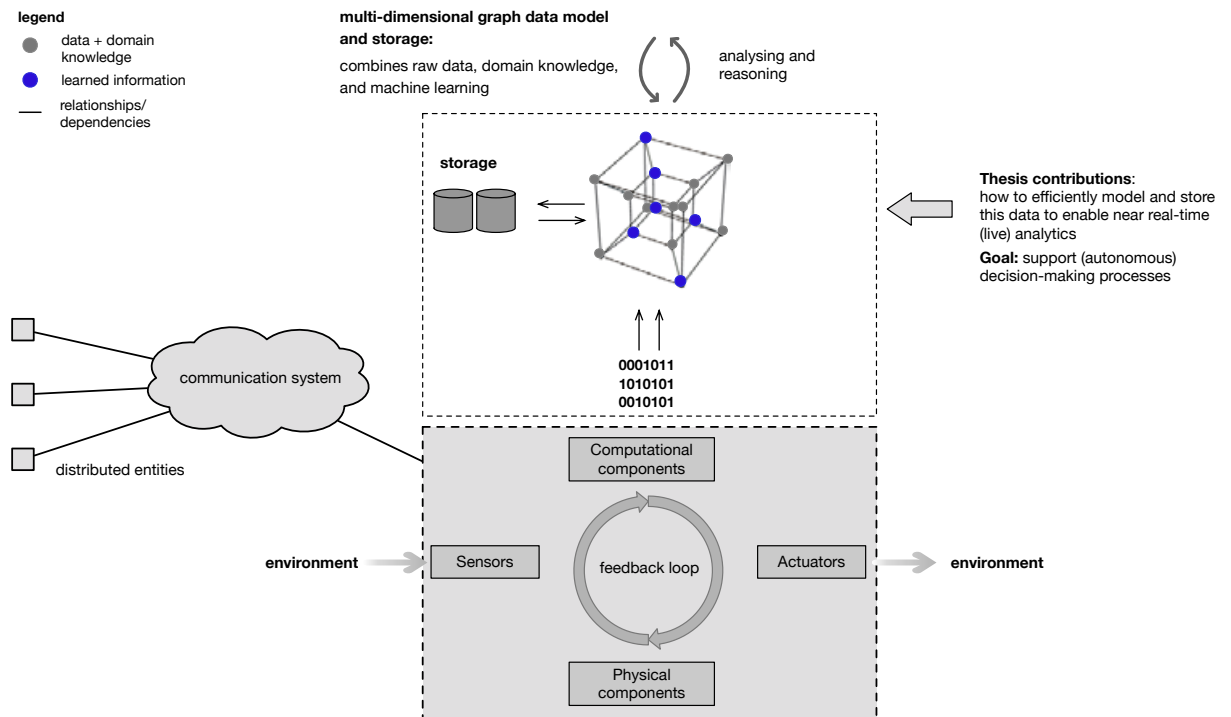 legend
data + domain
knowledge
learned information
relationships/
dependencies
multi-dimensional graph data model
and storage:
combines raw data, domain knowledge,
and machine learning
analysing and
reasoning
storage
Thesis contributions:
how to efficiently model and store
this data to enable near real-time
(live) analytics
Goal: support (autonomous)
decision-making processes
0001011
1010101
0010101
communication system
distributed entities
Computational
components
environment
Sensors
feedback loop
Actuators
environment
Physical
components